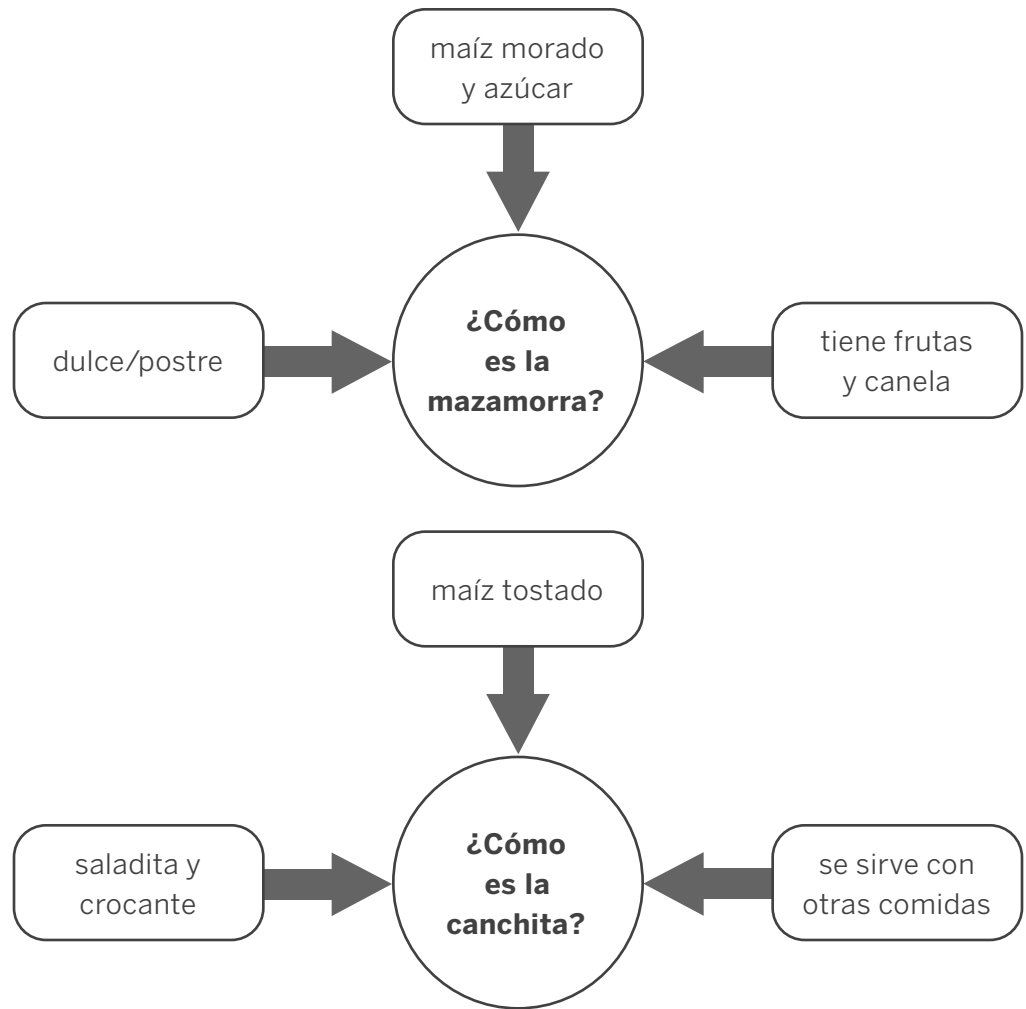 maíz morado
y azúcar
dulce/postre
¿Cómo
es la
mazamorra?
tiene frutas
y canela
maíz tostado
saladita y
crocante
¿Cómo
es la
canchita?
se sirve con
otras comidas